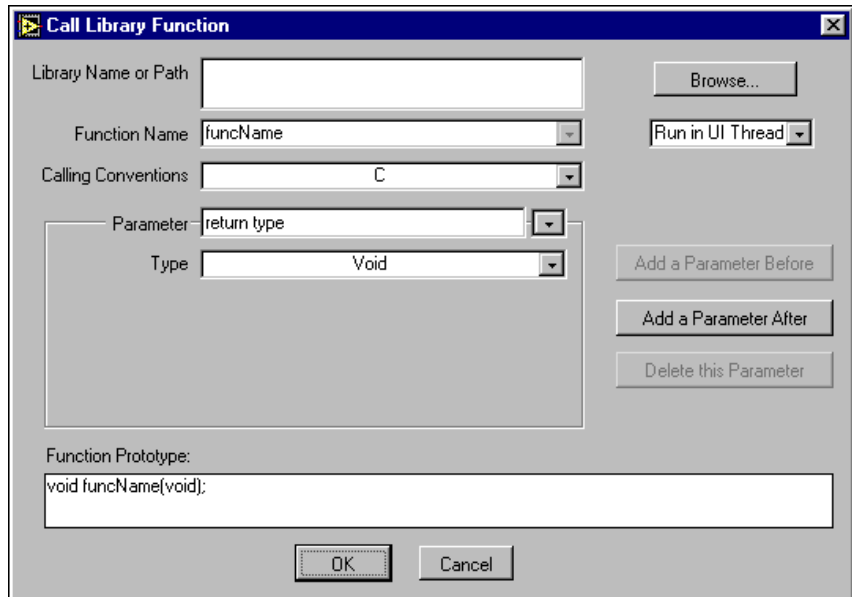 Call Library Function
Library Name or Path
Browse...
Function Name funcName
Run in UI Thread
Calling Conventions C
Parameter return type
Type Void
Add a Parameter Before
Add a Parameter After
Delete this Parameter
Function Prototype:
void funcName(void);
OK Cancel